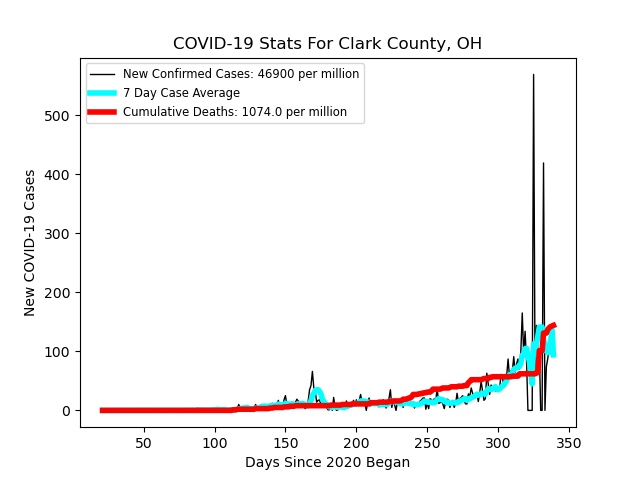 COVID-19 Stats For Clark County, OH
New Confirmed Cases: 46900 per million
7 Day Case Average
Cumulative Deaths: 1074.0 per million
New COVID-19 Cases
500
400
300
200
100
0
50
100
150
200
250
300
350
Days Since 2020 Began